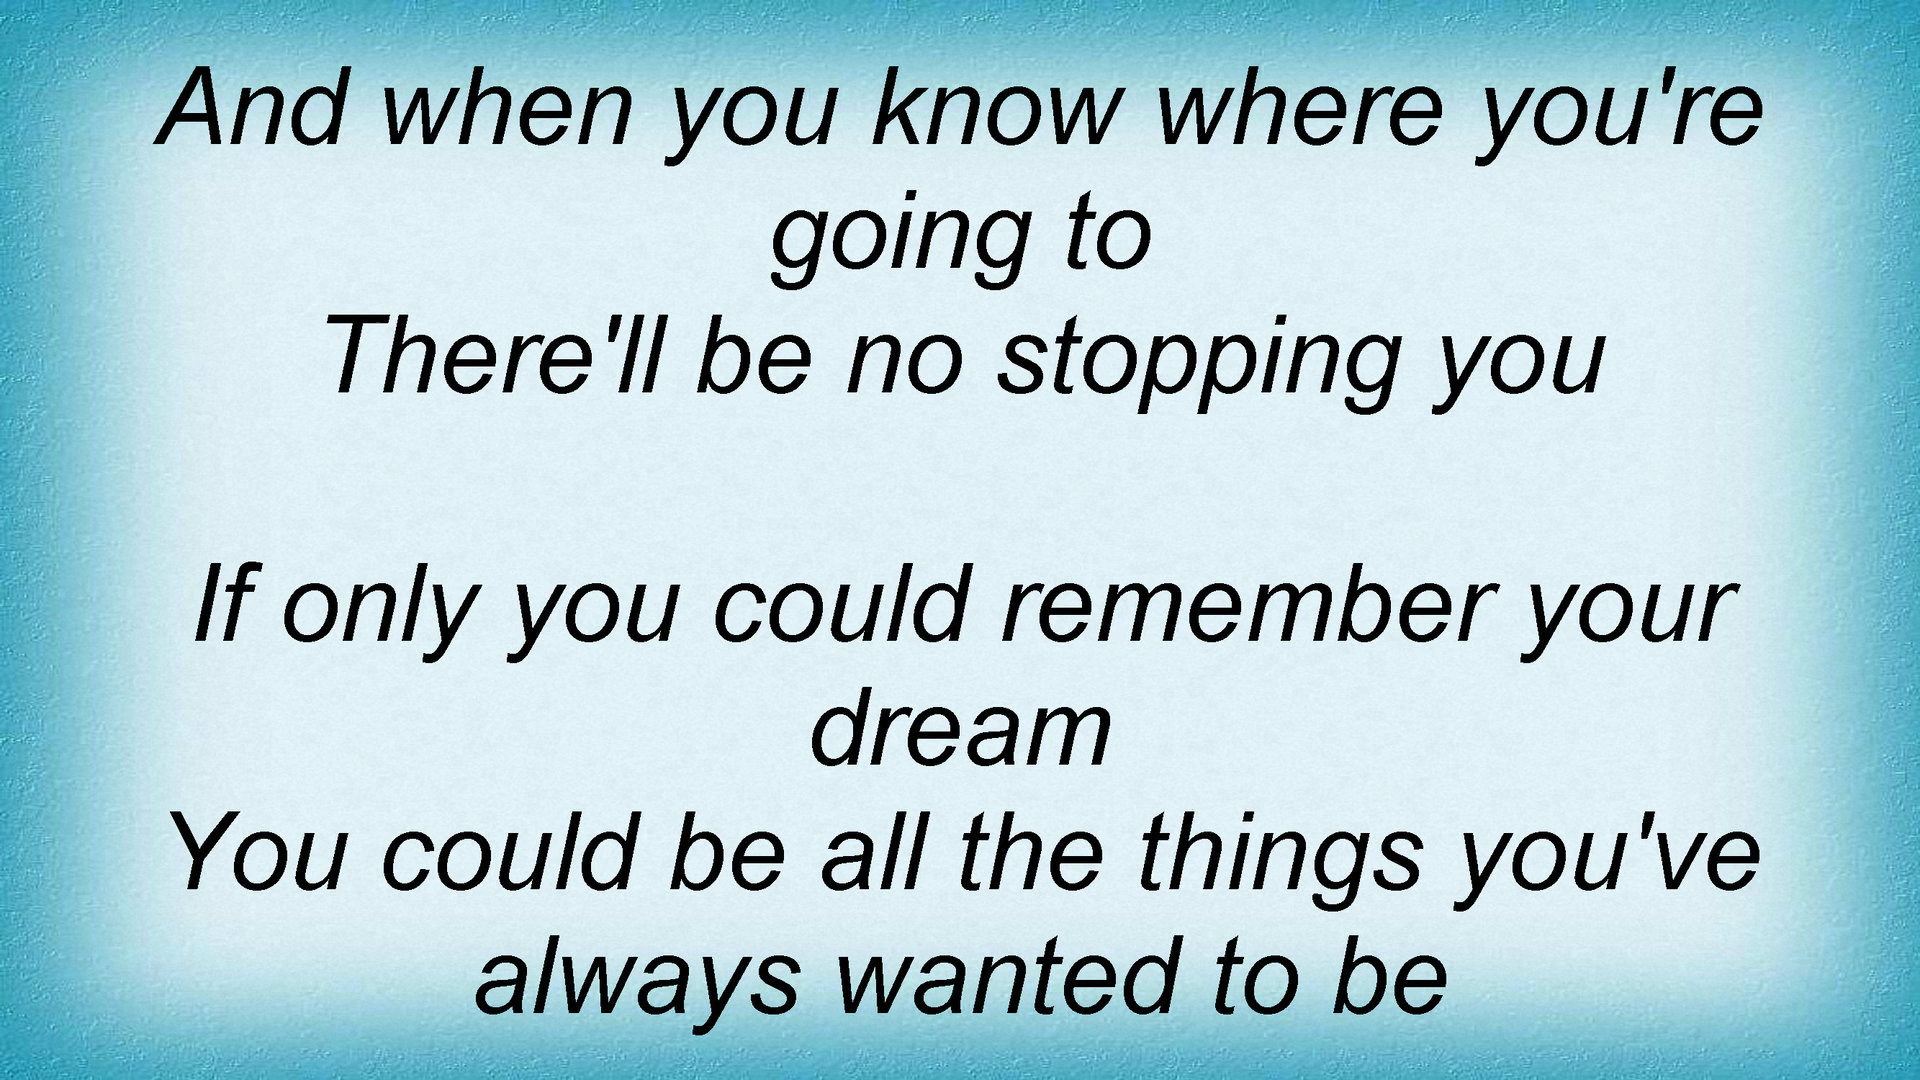 And when you know where you're
going to
There'll be no stopping you
If only you could remember your
dream
You could be all the things you've
always wanted to be